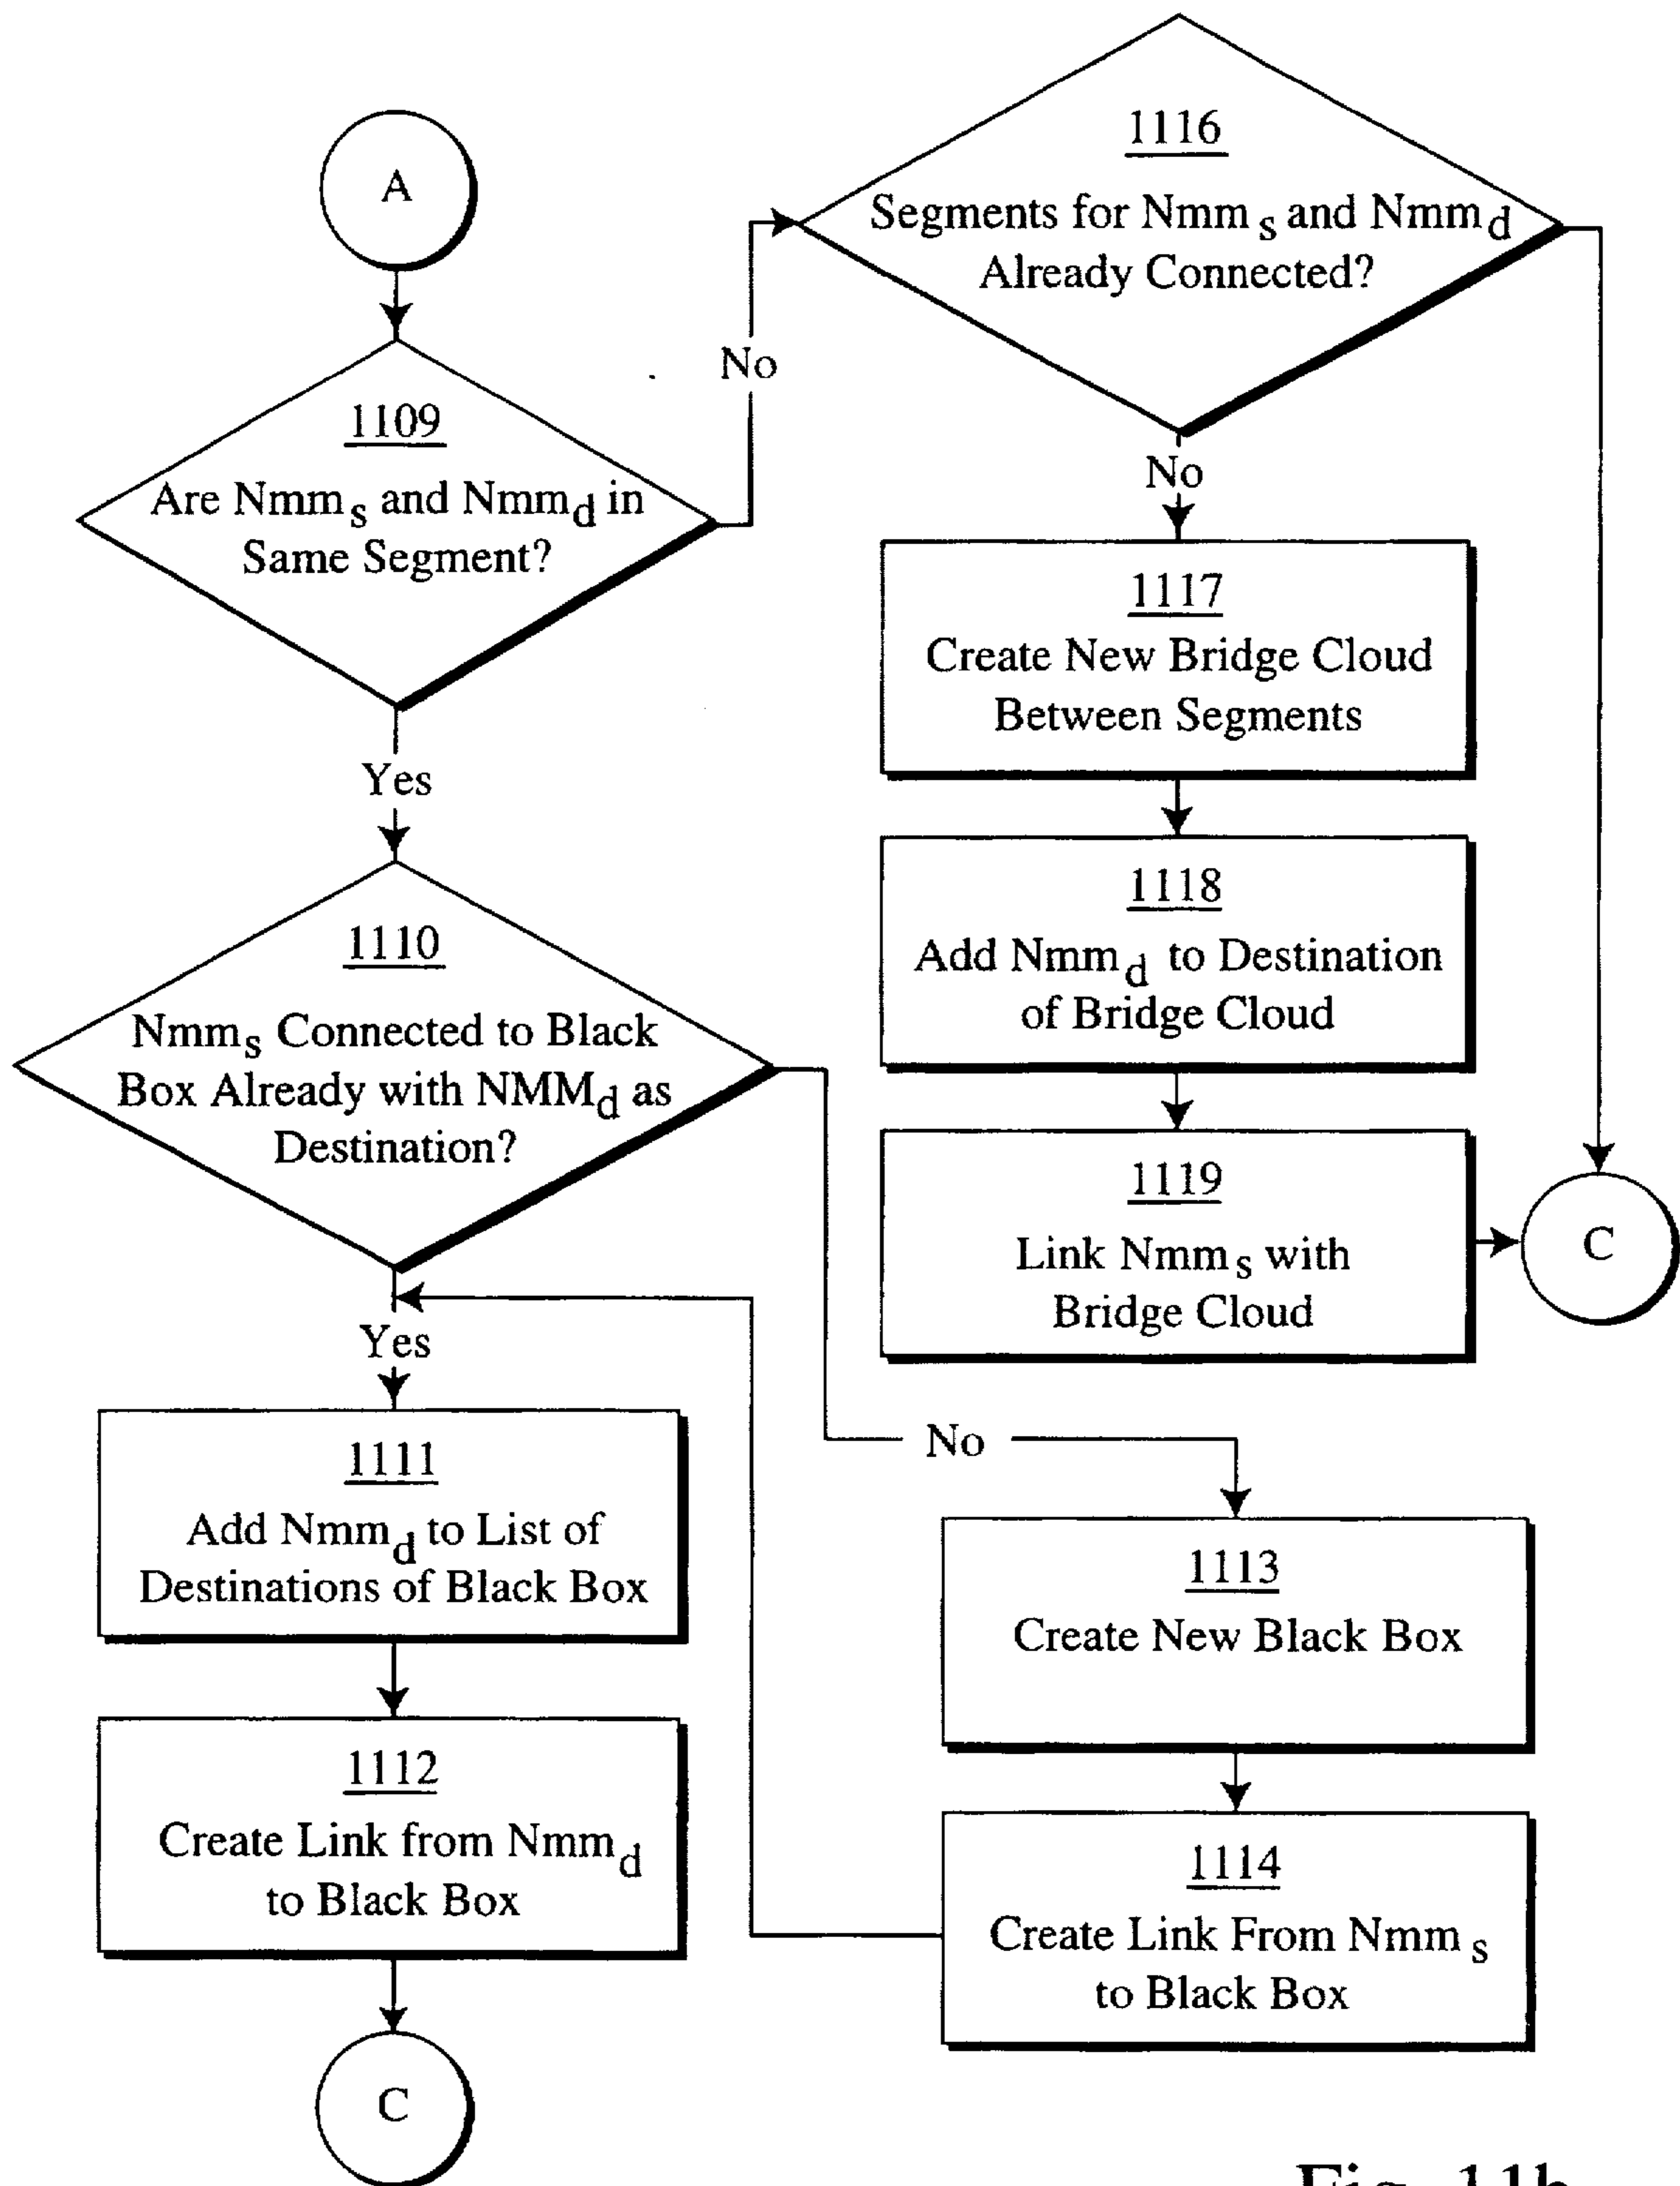 A
1109
Are Nmm s and Nmm d in
Same Segment?
No
1116
Segments for Nmm s and Nmm d
Already Connected?
No
1117
Create New Bridge Cloud
Between Segments
1118
Add Nmm d to Destination
of Bridge Cloud
1119
Link Nmm s with
Bridge Cloud
C
Yes
1110
Nmm s Connected to Black
Box Already with NMM d as
Destination?
Yes
1111
Add Nmm d to List of
Destinations of Black Box
1112
Create Link from Nmm d
to Black Box
C
No
1113
Create New Black Box
1114
Create Link From Nmm s
to Black Box
Fig. 11b